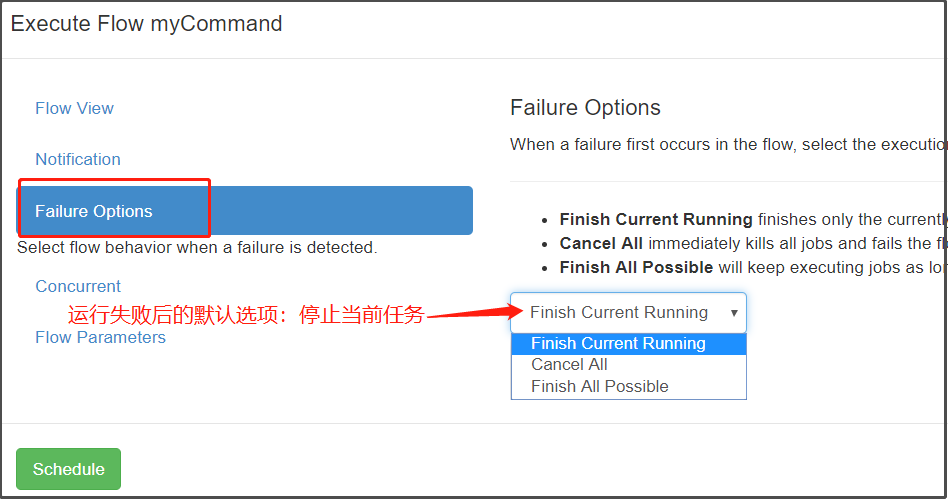 Execute Flow myCommand
Flow View
Notification
Failure Options
Select flow behavior when a failure is detected.
Concurrent
Flow Parameters
运行失败后的默认选项：停止当前任务
Failure Options
When a failure first occurs in the flow, select the
• Finish Current Running finishes only the
• Cancel All immediately kills all jobs and fails the
• Finish All Possible will keep executing jobs as
Finish Current Running
Finish Current Running
Cancel All
Finish All Possible
Schedule